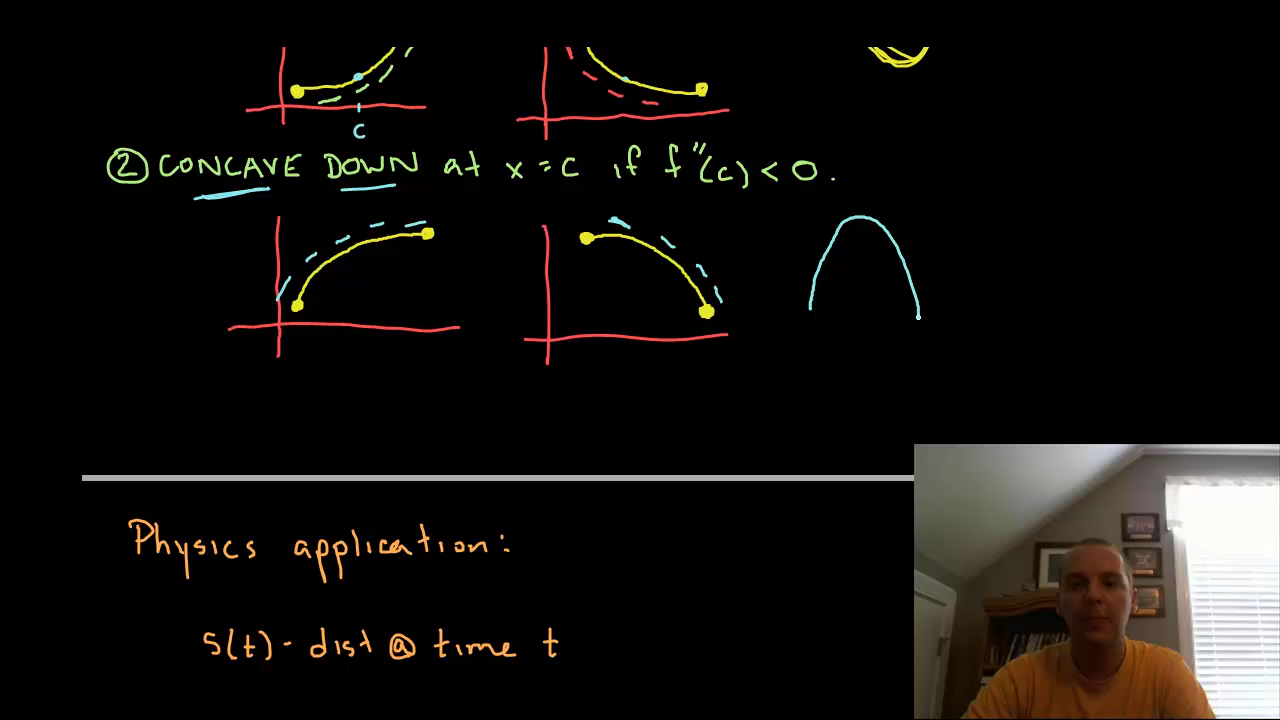 c
② CONCAVE DOWN at x=c if f"(c) < 0.
Physics application:
s(t) - dist @ time t